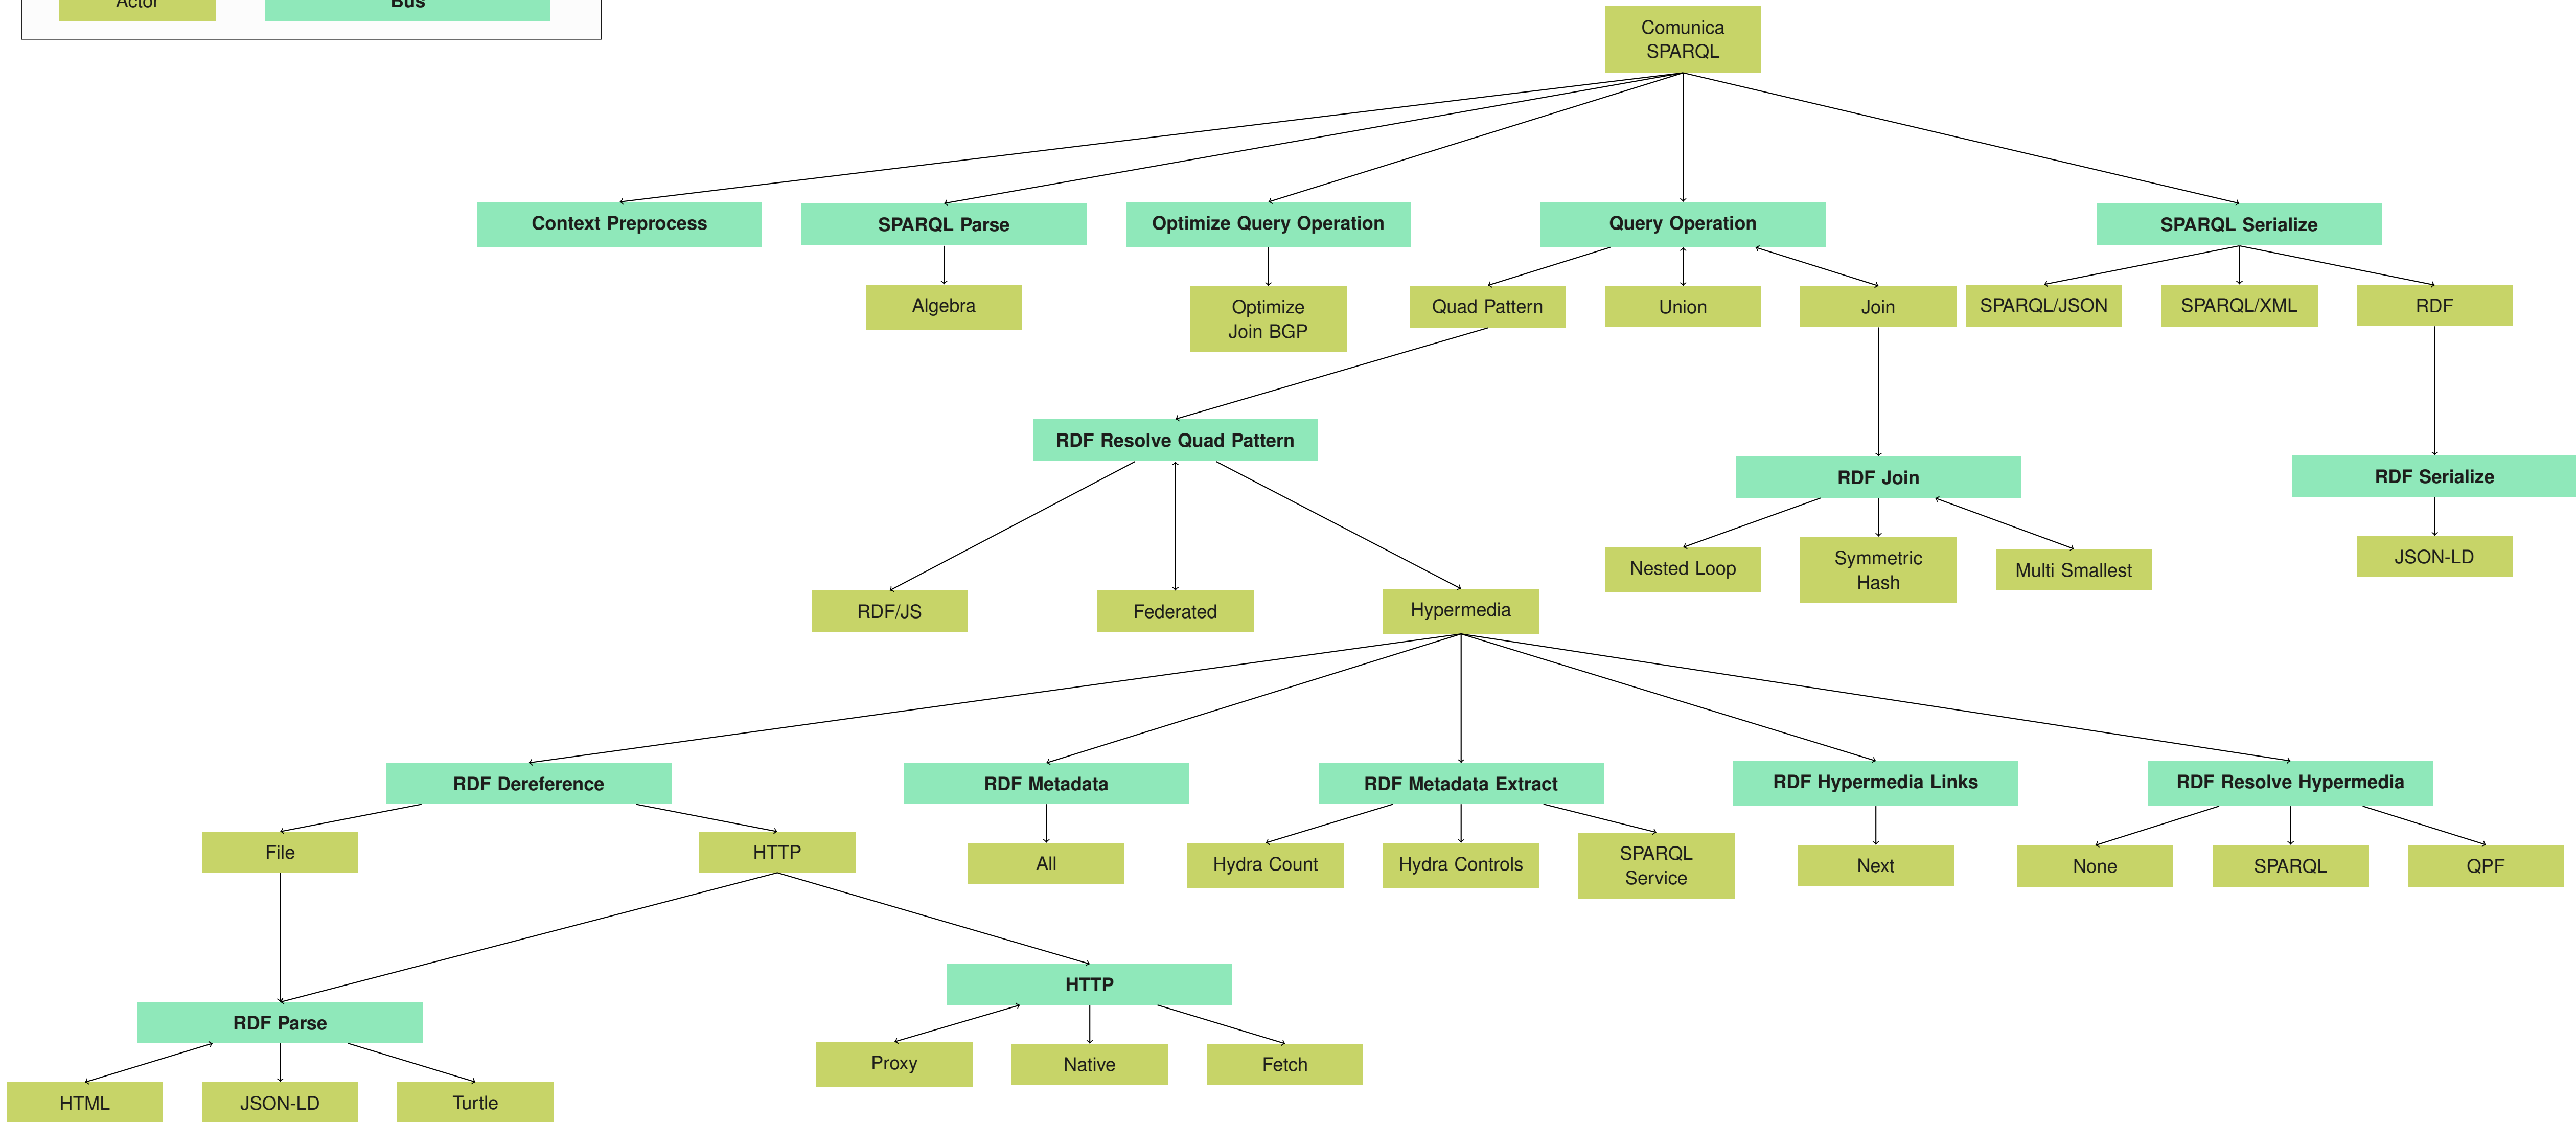 Actor
Bus
Comunica
SPARQL
Context Preprocess
SPARQL Parse
Optimize Query Operation
Query Operation
SPARQL Serialize
Algebra
Optimize
Join BGP
Quad Pattern
Union
Join
SPARQL/JSON
SPARQL/XML
RDF
RDF Resolve Quad Pattern
RDF Join
RDF Serialize
RDF/JS
Federated
Hypermedia
Nested Loop
Symmetric
Hash
Multi Smallest
JSON-LD
RDF Dereference
RDF Metadata
RDF Metadata Extract
RDF Hypermedia Links
RDF Resolve Hypermedia
File
HTTP
All
Hydra Count
Hydra Controls
SPARQL
Service
Next
None
SPARQL
QPF
HTTP
RDF Parse
Proxy
Native
Fetch
HTML
JSON-LD
Turtle